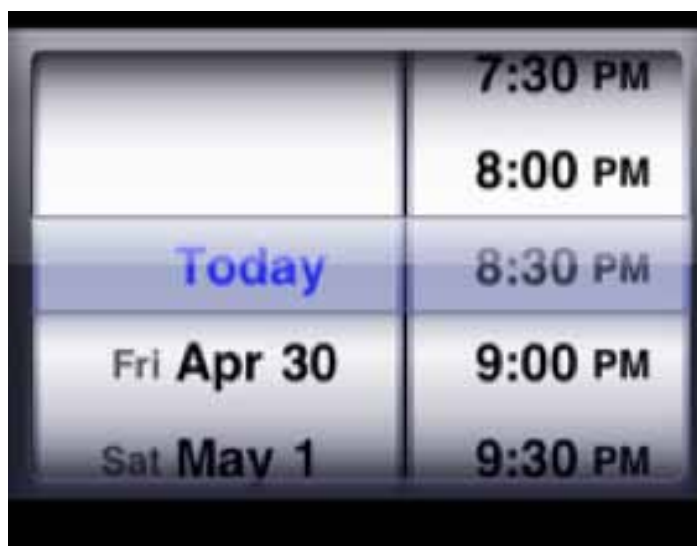 7:30 PM
8:00 PM
Today 8:30 PM
Fri Apr 30 9:00 PM
Sat May 1 9:30 PM